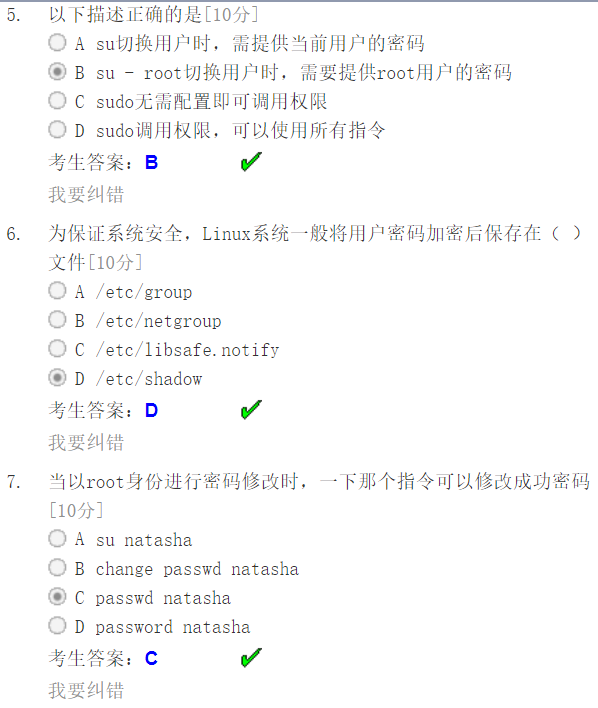 5. 以下描述正确的是[10分]
A su切换用户时，需提供当前用户的密码
B su - root切换用户时，需要提供root用户的密码
C sudo无需配置即可调用权限
D sudo调用权限，可以使用所有指令
考生答案：B
我要纠错
6. 为保证系统安全，Linux系统一般将用户密码加密后保存在（ ）
文件[10分]
A /etc/group
B /etc/netgroup
C /etc/libsafe.notify
D /etc/shadow
考生答案：D
我要纠错
7. 当以root身份进行密码修改时，一下那个指令可以修改成功密码
[10分]
A su natasha
B change passwd natasha
C passwd natasha
D password natasha
考生答案：C
我要纠错